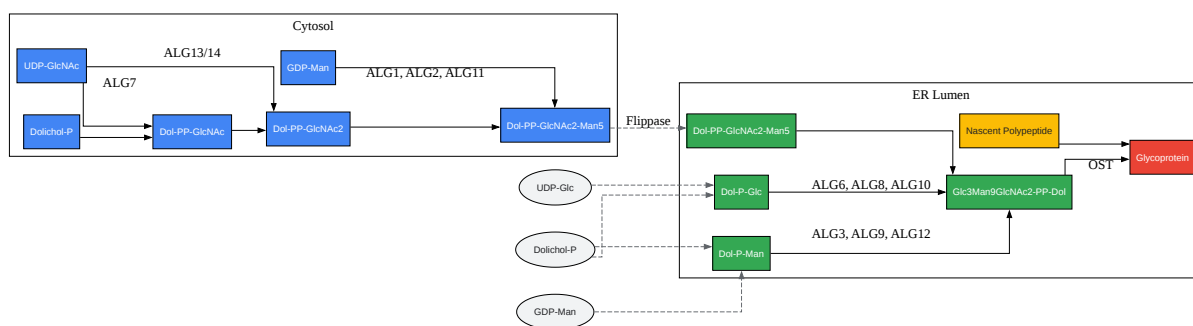 Cytosol
UDP-GlcNAc
ALG13/14
GDP-Man
ALG1, ALG2, ALG11
ALG7
Dolichol-P
Dol-PP-GlcNAc
Dol-PP-GlcNAc2
Dol-PP-GlcNAc2-Man5
Flippase
ER Lumen
Dol-PP-GlcNAc2-Man5
Nascent Polypeptide
Glycoprotein
OST
UDP-Glc
Dol-P-Glc
ALG6, ALG8, ALG10
Glc3Man9GlcNAc2-PP-Dol
Dolichol-P
Dol-P-Man
ALG3, ALG9, ALG12
GDP-Man